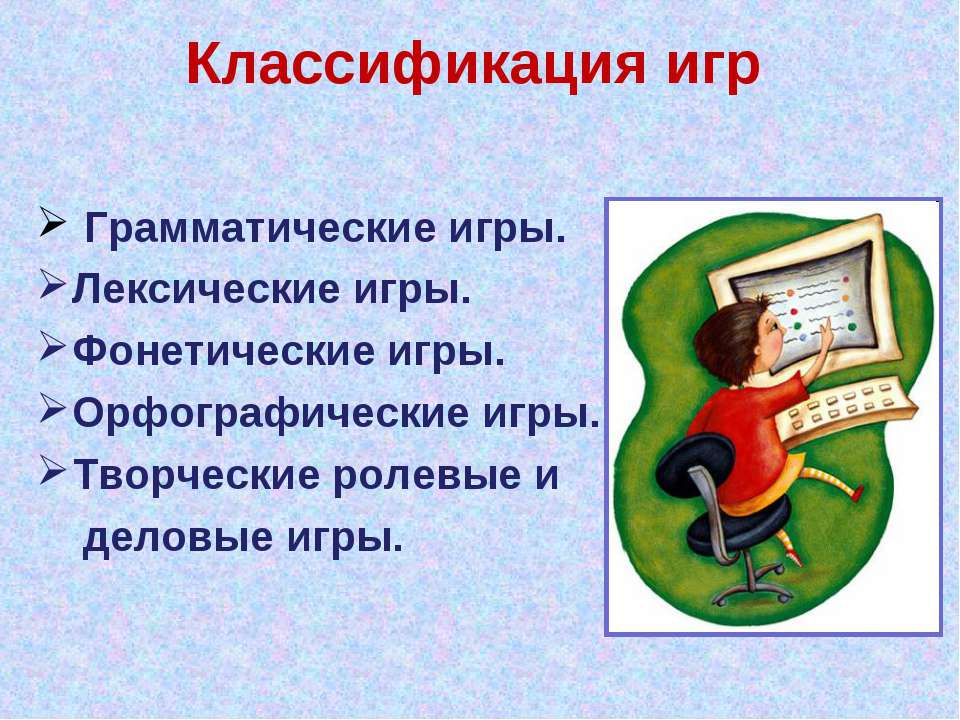 Классификация игр
Грамматические игры.
Лексические игры.
Фонетические игры.
Орфографические игры.
Творческие ролевые и
деловые игры.